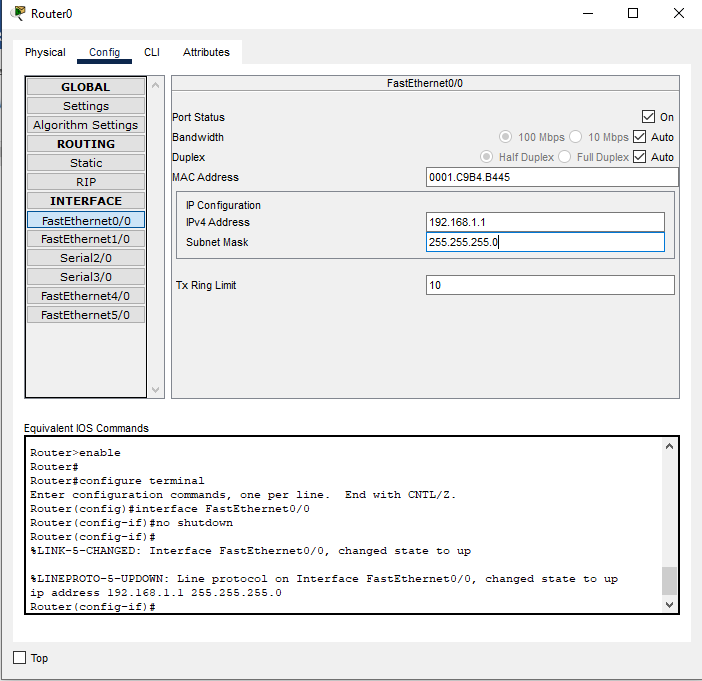 Router0
Physical Config CLI Attributes
GLOBAL
Settings
Algorithm Settings
ROUTING
Static
RIP
INTERFACE
FastEthernet0/0
FastEthernet1/0
Serial2/0
Serial3/0
FastEthernet4/0
FastEthernet5/0
FastEthernet0/0
Port Status On
Bandwidth 100 Mbps 10 Mbps Auto
Duplex Half Duplex Full Duplex Auto
MAC Address 0001.C9B4.B445
IP Configuration
IPv4 Address 192.168.1.1
Subnet Mask 255.255.255.0
Tx Ring Limit 10
Equivalent IOS Commands
Router>enable
Router#
Router#configure terminal
Enter configuration commands, one per line.  End with CNTL/Z.
Router(config)#interface FastEthernet0/0
Router(config-if)#no shutdown
Router(config-if)#
%LINK-5-CHANGED: Interface FastEthernet0/0, changed state to up
%LINEPROTO-5-UPDOWN: Line protocol on Interface FastEthernet0/0, changed state to up
ip address 192.168.1.1 255.255.255.0
Router(config-if)#
Top